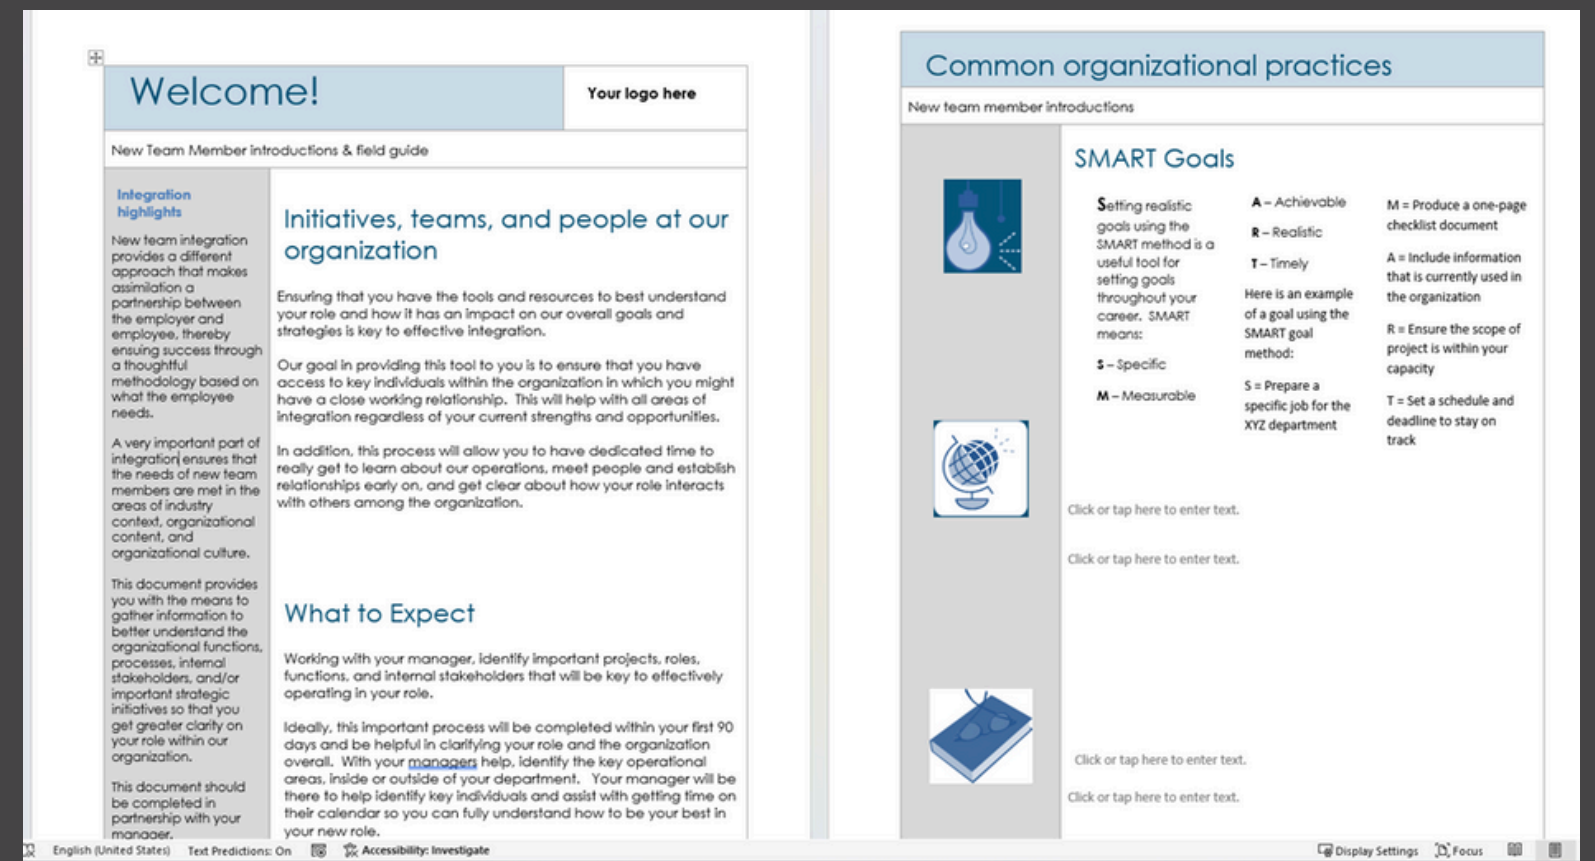 Welcome!
Your logo here
New Team Member introductions & field guide
Integration
highlights
New team integration
provides a different
approach that makes
assimilation a
partnership between
the employer and
employee, thereby
ensuing success through
a thoughtful
methodology based on
what the employee
needs.
A very important part of
integration ensures that
the needs of new team
members are met in the
areas of industry
context, organizational
content, and
organizational culture.
This document provides
you with the means to
gather information to
better understand the
organizational functions,
processes, internal
stakeholders, and/or
important strategic
initiatives so that you
get greater clarity on
your role within our
organization.
This document should
be completed in
partnership with your
manager.
Initiatives, teams, and people at our
organization
Ensuring that you have the tools and resources to best understand
your role and how it has an impact on our overall goals and
strategies is key to effective integration.
Our goal in providing this tool to you is to ensure that you have
access to key individuals within the organization in which you might
have a close working relationship. This will help with all areas of
integration regardless of your current strengths and opportunities.
In addition, this process will allow you to have dedicated time to
really get to learn about our operations, meet people and establish
relationships early on, and get clear about how your role interacts
with others among the organization.
What to Expect
Working with your manager, identify important projects, roles,
functions, and internal stakeholders that will be key to effectively
operating in your role.
Ideally, this important process will be completed within your first 90
days and be helpful in clarifying your role and the organization
overall. With your managers help, identify the key operational
areas, inside or outside of your department. Your manager will be
there to help identify key individuals and assist with getting time on
their calendar so you can fully understand how to be your best in
your new role.
Common organizational practices
New team member introductions
SMART Goals
Setting realistic
goals using the
SMART method is a
useful tool for
setting goals
throughout your
career. SMART
means:
S – Specific
M – Measurable
A – Achievable
R – Realistic
T – Timely
Here is an example
of a goal using the
SMART goal
method:
S = Prepare a
specific job for the
XYZ department
M = Produce a one-page
checklist document
A = Include information
that is currently used in
the organization
R = Ensure the scope of
project is within your
capacity
T = Set a schedule and
deadline to stay on
track
Click or tap here to enter text.
Click or tap here to enter text.
Click or tap here to enter text.
Click or tap here to enter text.
English (United States) Text Predictions: On Accessibility: Investigate
Display Settings Focus